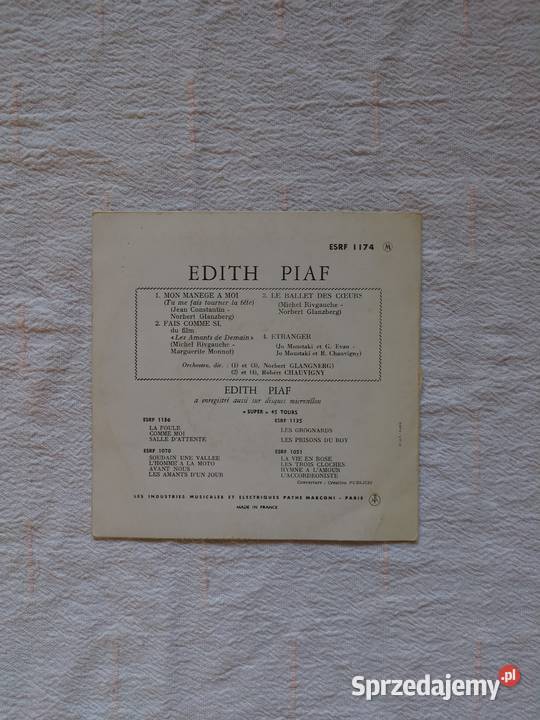 ESRF 1174 M
EDITH PIAF
1. MON MANEGE A MOI
(Tu me fais tourner la tête)
(Jean Constantin -
Norbert Glanzberg)
2. FAIS COMME SI,
du film
«Les Amants de Demain»
(Michel Rivgauche -
Marguerite Monnot)
3. LE BALLET DES CŒURS
(Michel Rivgauche -
Norbert Glanzberg)
4. ETRANGER
(Jo Moustaki et G. Evan -
Jo Moustaki et R. Chauvigny)
Orchestre, dir. : (1) et (3), Norbert GLANGNERG)
(2) et (4), Robert CHAUVIGNY
EDITH PIAF
a enregistré aussi sur disques microsillon
« SUPER » 45 TOURS
ESRF 1136
LA FOULE
COMME MOI
SALLE D'ATTENTE
ESRF 1135
LES GROGNARDS
LES PRISONS DU ROY
ESRF 1070
SOUDAIN UNE VALLEE
L'HOMME A LA MOTO
AVANT NOUS
LES AMANTS D'UN JOUR
ESRF 1051
LA VIE EN ROSE
LES TROIS CLOCHES
HYMNE A L'AMOUR
L'ACCORDEONISTE
Couverture : Création PUBLICIS
LES INDUSTRIES MUSICALES ET ELECTRIQUES PATHE MARCONI - PARIS
MADE IN FRANCE
Sprzedajemy.pl